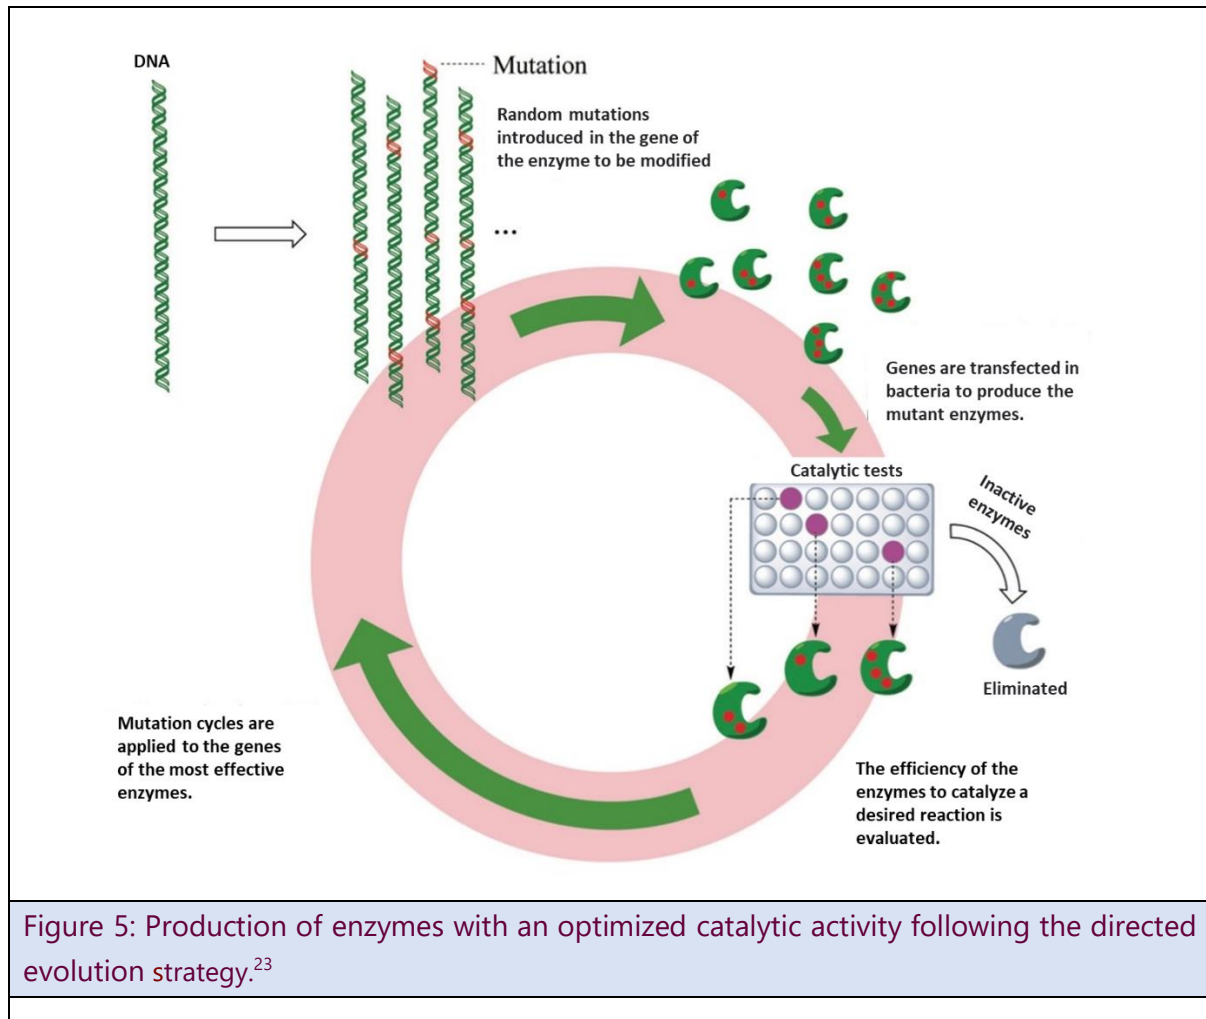 DNA
Mutation
Random mutations
introduced in the gene of
the enzyme to be modified
...
Genes are transfected in
bacteria to produce the
mutant enzymes.
Catalytic tests
Inactive
enzymes
Eliminated
The efficiency of the
enzymes to catalyze a
desired reaction is
evaluated.
Mutation cycles are
applied to the genes
of the most effective
enzymes.
Figure 5: Production of enzymes with an optimized catalytic activity following the directed
evolution strategy.23